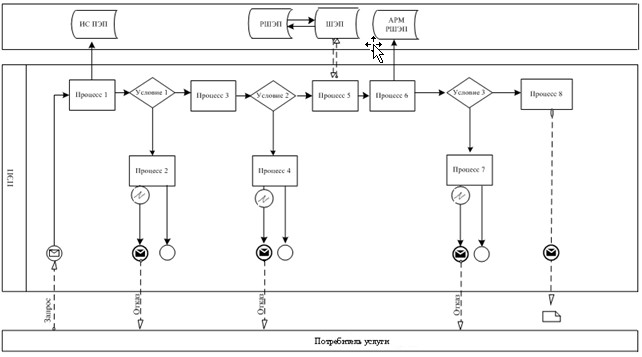 ИС ПЭП
РШЭП
ШЭП
АРМ
РШЭП
Процесс 1
Условие 1
Процесс 3
Условие 2
Процесс 5
Процесс 6
Условие 3
Процесс 8
Процесс 2
Процесс 4
Процесс 7
ПЭП
Запрос
Отказ
Отказ
Отказ
Потребитель услуги